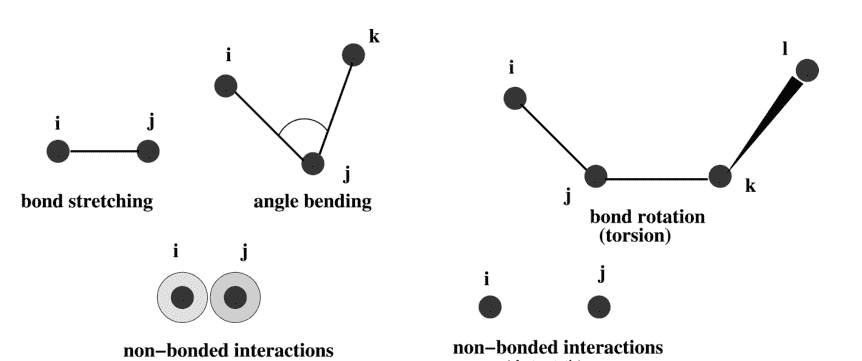 i
k
l
i
i
j
j
j
k
bond stretching
angle bending
bond rotation
(torsion)
i
j
i
j
non−bonded interactions
non−bonded interactions